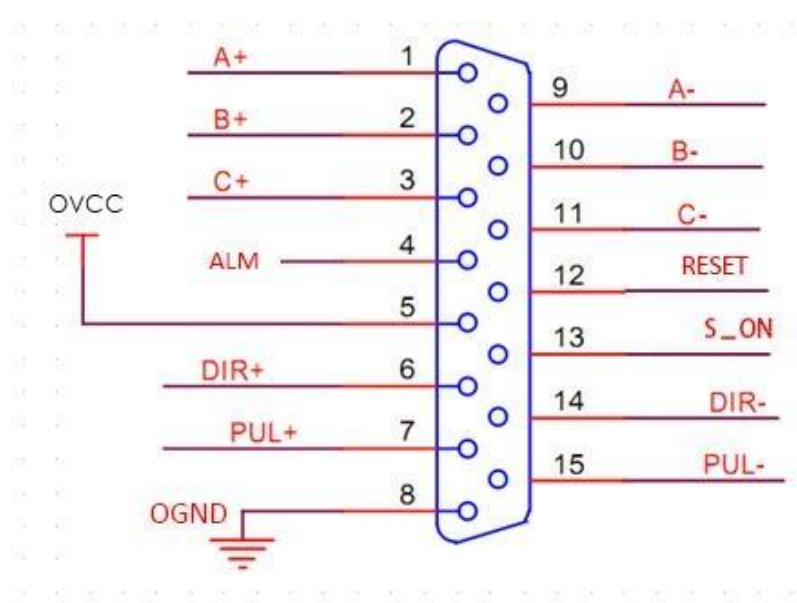 A+ 1
9 A-
B+ 2
10 B-
C+ 3
OVCC
11 C-
ALM 4
12 RESET
5
13 S_ON
DIR+ 6
14 DIR-
PUL+ 7
15 PUL-
OGND 8